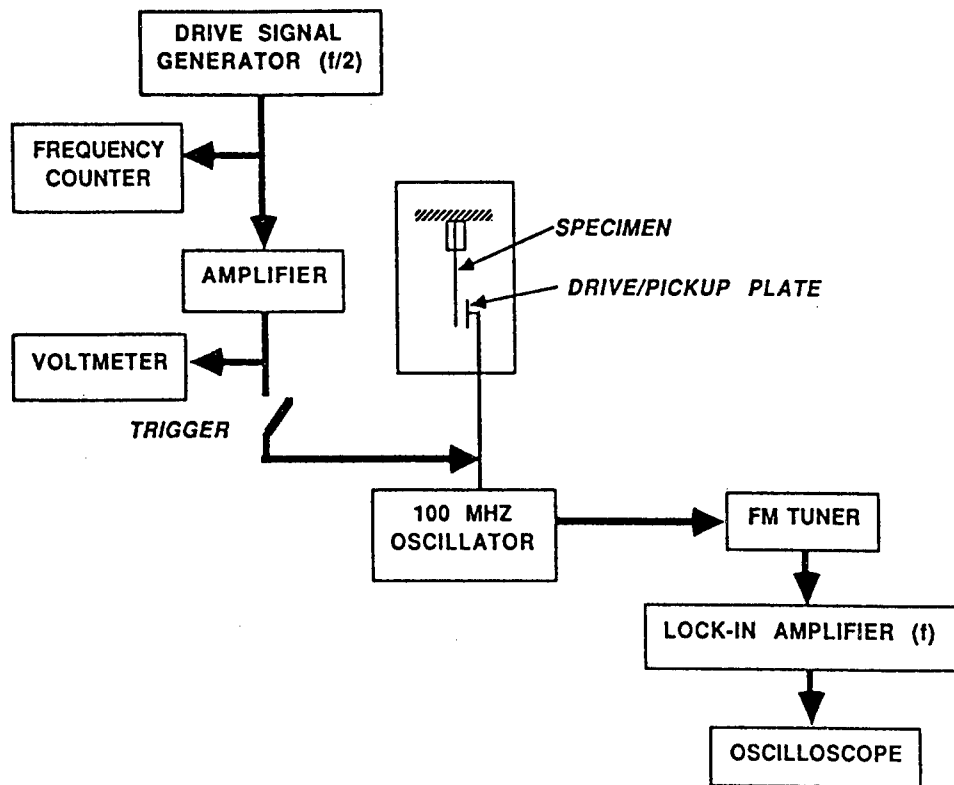 DRIVE SIGNAL
GENERATOR (f/2)
FREQUENCY
COUNTER
AMPLIFIER
VOLTMETER
TRIGGER
SPECIMEN
DRIVE/PICKUP PLATE
100 MHZ
OSCILLATOR
FM TUNER
LOCK-IN AMPLIFIER (f)
OSCILLOSCOPE